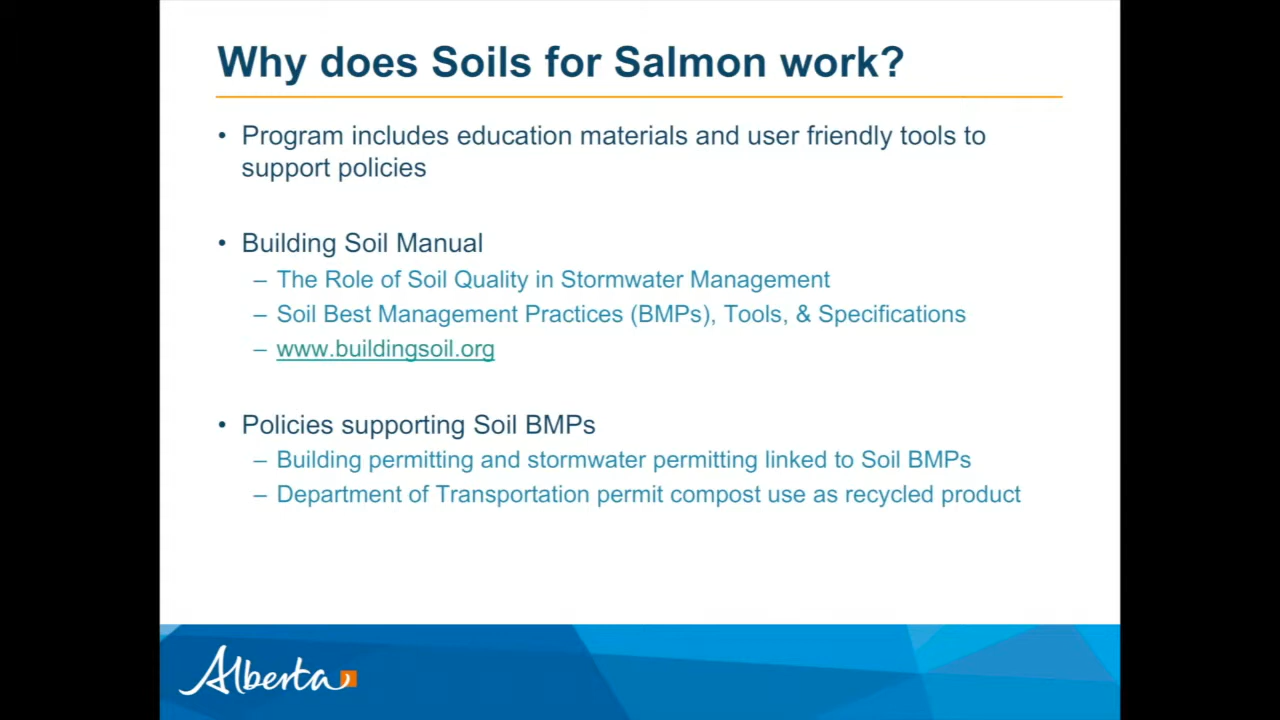 Why does Soils for Salmon work?
• Program includes education materials and user friendly tools to
support policies
• Building Soil Manual
– The Role of Soil Quality in Stormwater Management
– Soil Best Management Practices (BMPs), Tools, & Specifications
– www.buildingsoil.org
• Policies supporting Soil BMPs
– Building permitting and stormwater permitting linked to Soil BMPs
– Department of Transportation permit compost use as recycled product
Alberta